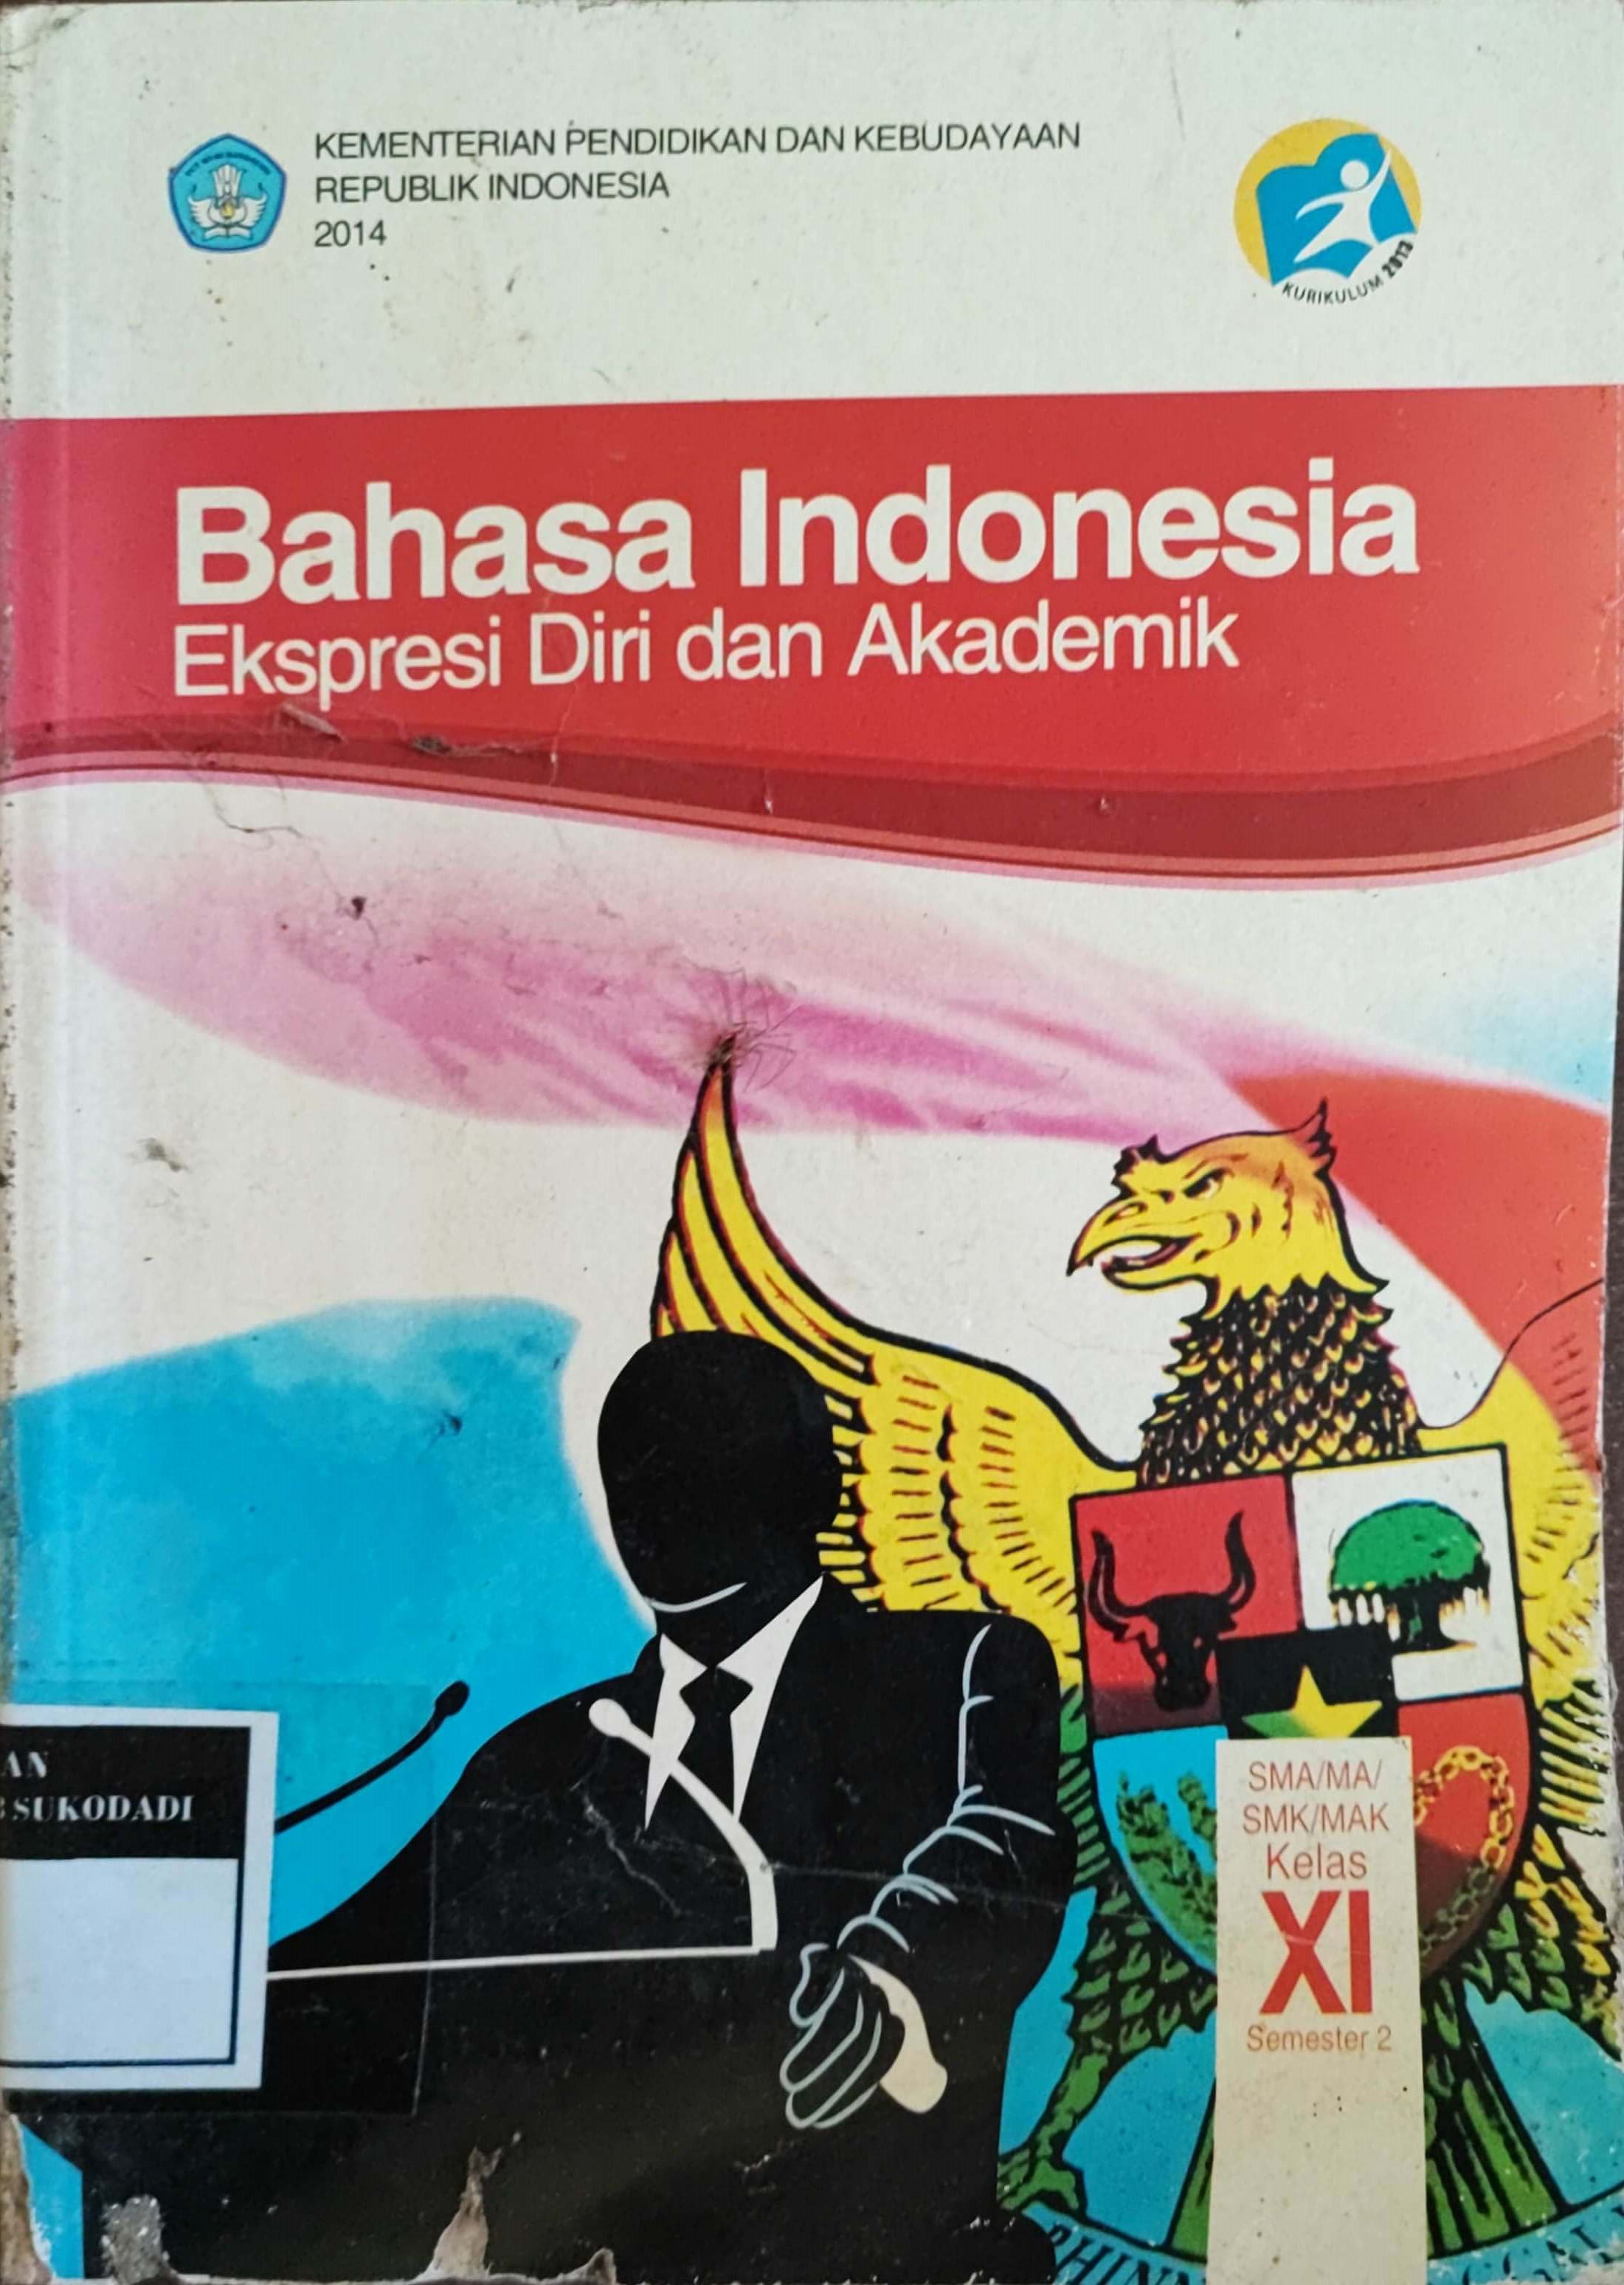 KEMENTERIAN PENDIDIKAN DAN KEBUDAYAAN
REPUBLIK INDONESIA
2014
KURIKULUM 2013
Bahasa Indonesia
Ekspresi Diri dan Akademik
AN
SUKODADI
SMA/MA/
SMK/MAK
Kelas
XI
Semester 2
BHINN